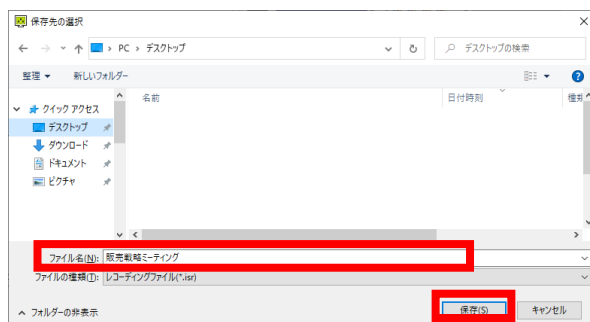 保存先の選択
PC › デスクトップ
デスクトップの検索
整理 新しいフォルダー
名前 日付時刻 種類
クイック アクセス
デスクトップ
ダウンロード
ドキュメント
ピクチャ
ファイル名(N): 販売戦略ミーティング
ファイルの種類(T): レコーディングファイル(*.isr)
フォルダーの非表示 保存(S) キャンセル